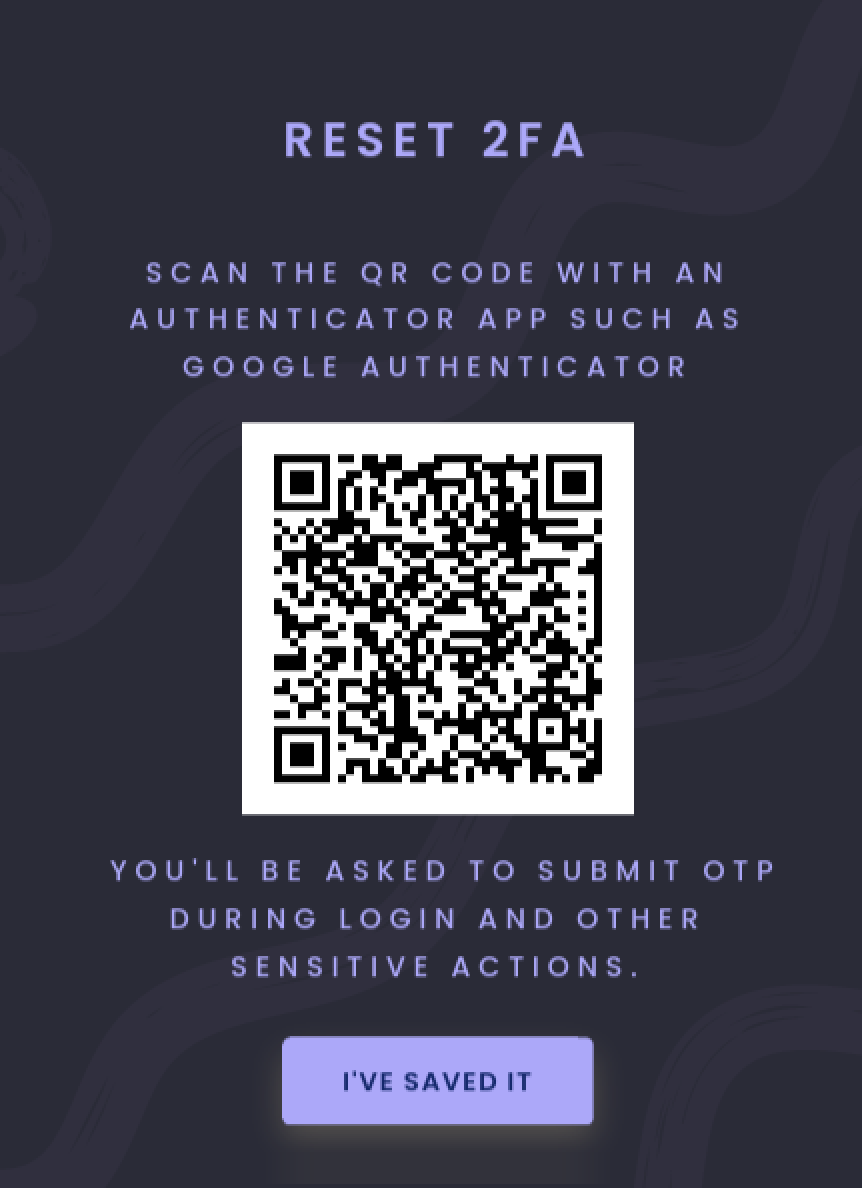 RESET 2FA
SCAN THE QR CODE WITH AN
AUTHENTICATOR APP SUCH AS
GOOGLE AUTHENTICATOR
YOU'LL BE ASKED TO SUBMIT OTP
DURING LOGIN AND OTHER
SENSITIVE ACTIONS.
I'VE SAVED IT